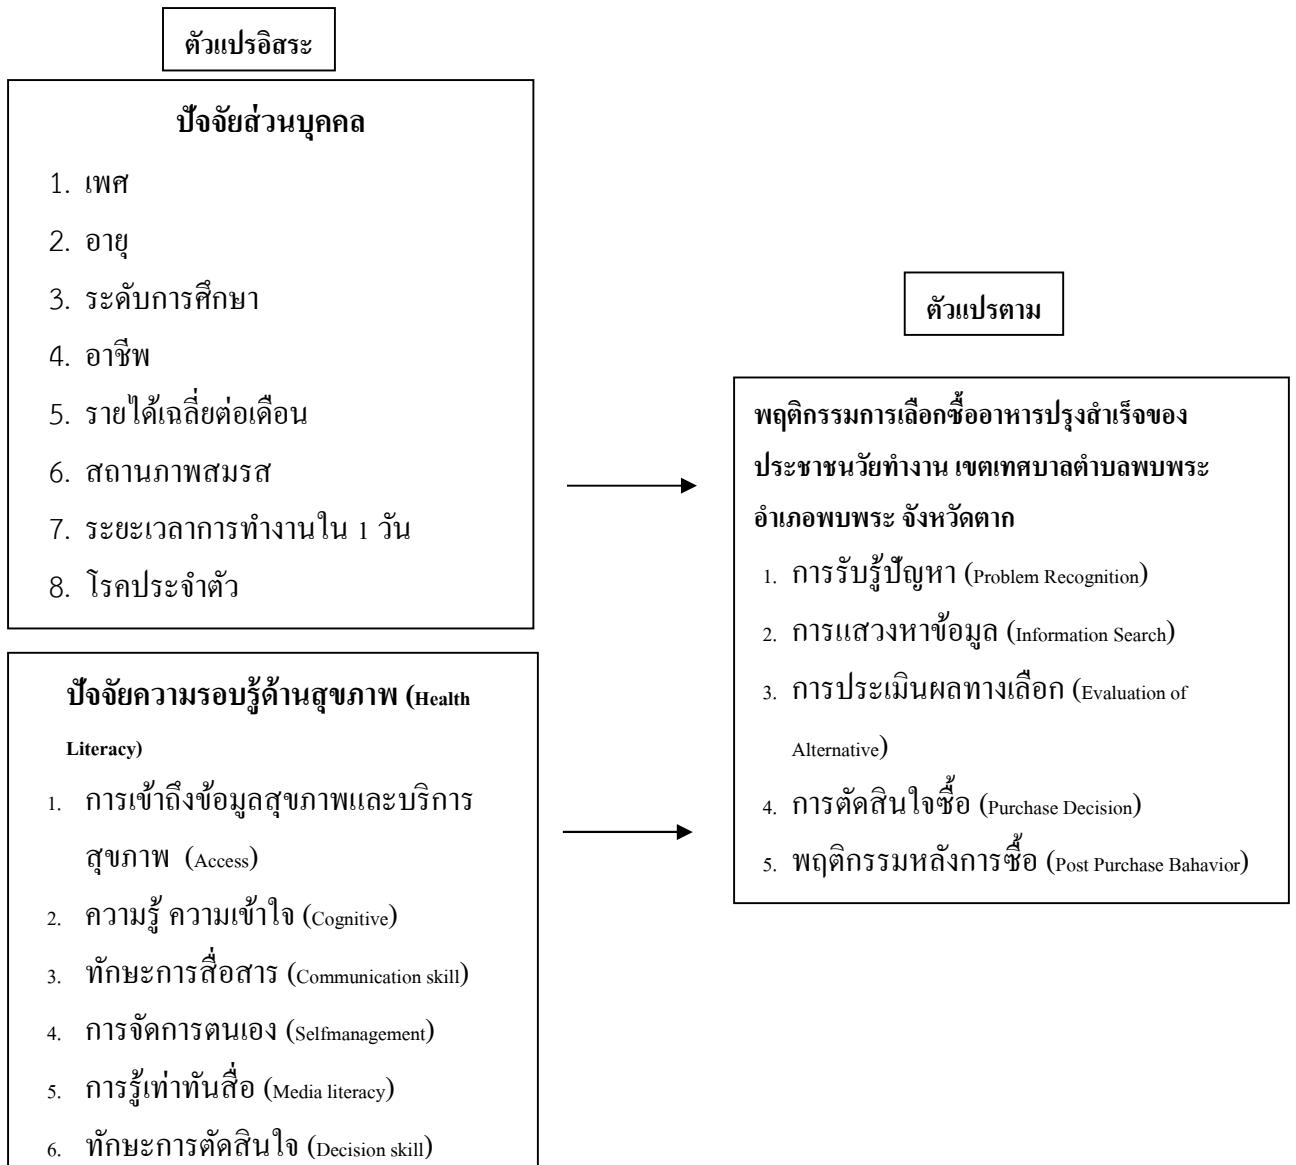 ตัวแปรอิสระ
ปัจจัยส่วนบุคคล
1. เพศ
2. อายุ
3. ระดับการศึกษา
4. อาชีพ
5. รายได้เฉลี่ยต่อเดือน
6. สถานภาพสมรส
7. ระยะเวลาการทำงานใน 1 วัน
8. โรคประจำตัว
ปัจจัยความรอบรู้ด้านสุขภาพ (Health
Literacy)
1. การเข้าถึงข้อมูลสุขภาพและบริการ
สุขภาพ (Access)
2. ความรู้ ความเข้าใจ (Cognitive)
3. ทักษะการสื่อสาร (Communication skill)
4. การจัดการตนเอง (Selfmanagement)
5. การรู้เท่าทันสื่อ (Media literacy)
6. ทักษะการตัดสินใจ (Decision skill)
ตัวแปรตาม
พฤติกรรมการเลือกซื้ออาหารปรุงสำเร็จของ
ประชาชนวัยทำงาน เขตเทศบาลตำบลพบพระ
อำเภอพบพระ จังหวัดตาก
1. การรับรู้ปัญหา (Problem Recognition)
2. การแสวงหาข้อมูล (Information Search)
3. การประเมินผลทางเลือก (Evaluation of
Alternative)
4. การตัดสินใจซื้อ (Purchase Decision)
5. พฤติกรรมหลังการซื้อ (Post Purchase Bahavior)